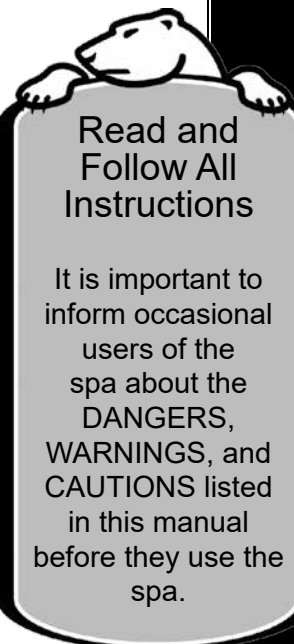 Read and
Follow All
Instructions
It is important to
inform occasional
users of the
spa about the
DANGERS,
WARNINGS, and
CAUTIONS listed
in this manual
before they use the
spa.